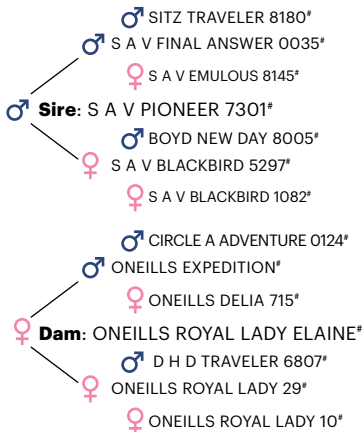 SITZ TRAVELER 8180#
S A V FINAL ANSWER 0035#
S A V EMULOUS 8145#
Sire: S A V PIONEER 7301#
BOYD NEW DAY 8005#
S A V BLACKBIRD 5297#
S A V BLACKBIRD 1082#
CIRCLE A ADVENTURE 0124#
ONEILLS EXPEDITION#
ONEILLS DELIA 715#
Dam: ONEILLS ROYAL LADY ELAINE#
D H D TRAVELER 6807#
ONEILLS ROYAL LADY 29#
ONEILLS ROYAL LADY 10#